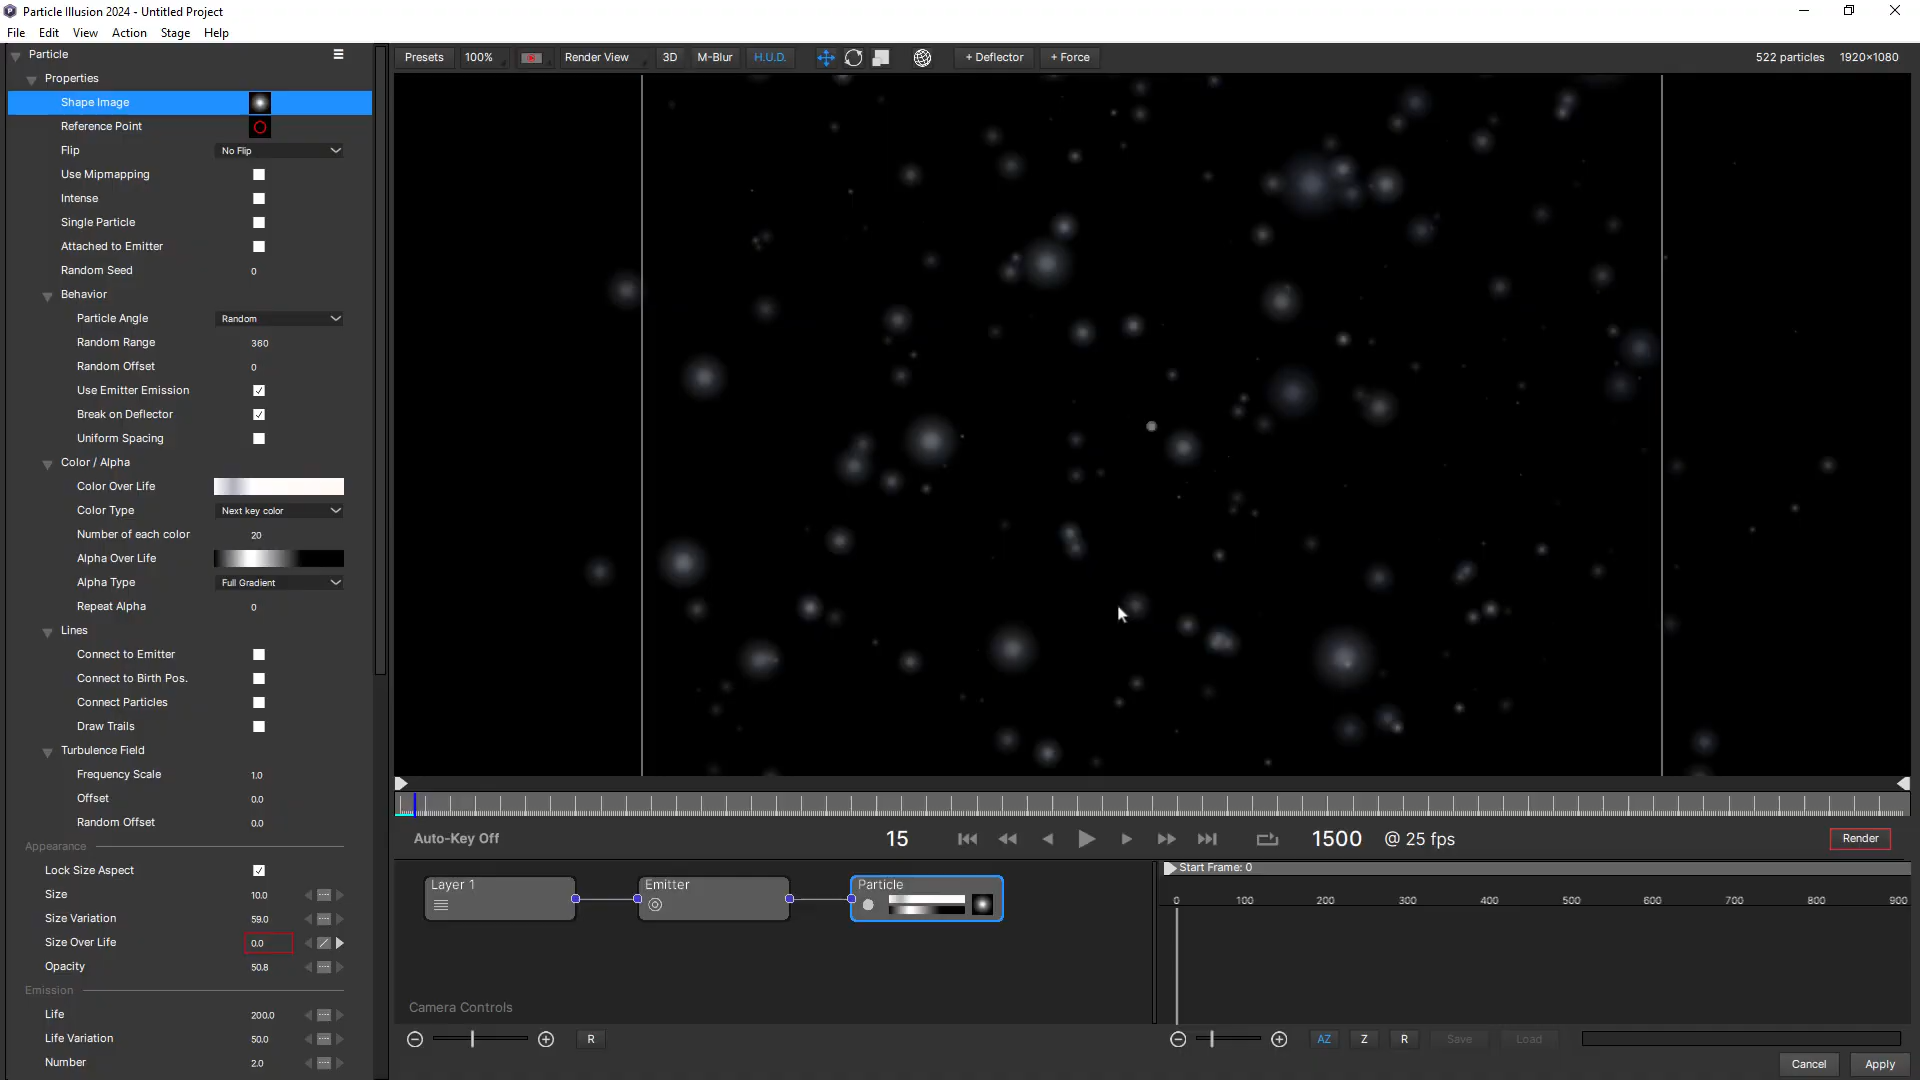 Particle Illusion 2024 - Untitled Project
File Edit View Action Stage Help
Particle
Properties
Shape Image
Reference Point
Flip No Flip
Use Mipmapping
Intense
Single Particle
Attached to Emitter
Random Seed 0
Behavior
Particle Angle Random
Random Range 360
Random Offset 0
Use Emitter Emission
Break on Deflector
Uniform Spacing
Color / Alpha
Color Over Life
Color Type Next key color
Number of each color 20
Alpha Over Life
Alpha Type Full Gradient
Repeat Alpha 0
Lines
Connect to Emitter
Connect to Birth Pos.
Connect Particles
Draw Trails
Turbulence Field
Frequency Scale 1.0
Offset 0.0
Random Offset 0.0
Appearance
Lock Size Aspect
Size 10.0
Size Variation 59.0
Size Over Life 0.0
Opacity 50.8
Emission
Life 200.0
Life Variation 50.0
Number 2.0
Presets 100% Render View 3D M-Blur H.U.D. + Deflector + Force 522 particles 1920×1080
Auto-Key Off 15 1500 @ 25 fps Render
Layer 1 Emitter Particle
Camera Controls
R
Start Frame: 0
0 100 200 300 400 500 600 700 800 900
AZ Z R Save Load
Cancel Apply